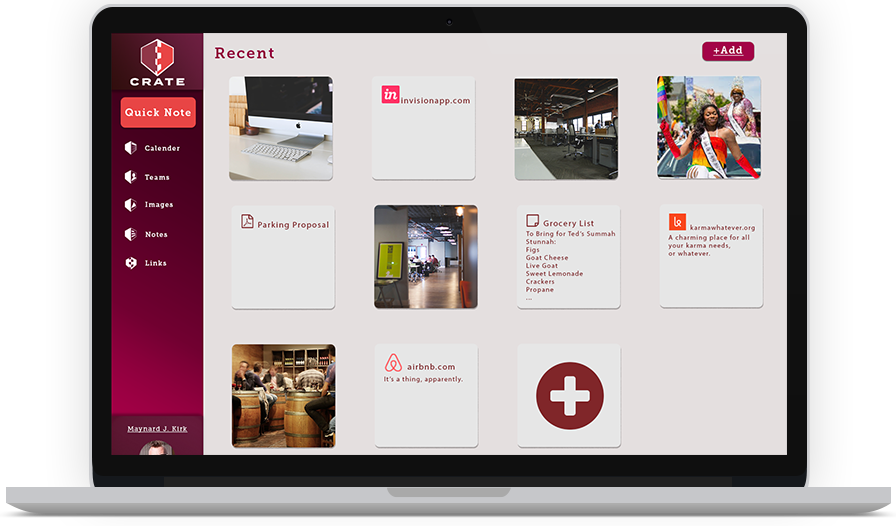 CRATE
Quick Note
Calender
Teams
Images
Notes
Links
Maynard J. Kirk
Recent
+Add
in invisionapp.com
Parking Proposal
Grocery List
To Bring for Ted's Summah
Stunnah:
Figs
Goat Cheese
Live Goat
Sweet Lemonade
Crackers
Propane
...
karmawhatever.org
A charming place for all
your karma needs,
or whatever.
airbnb.com
It's a thing, apparently.